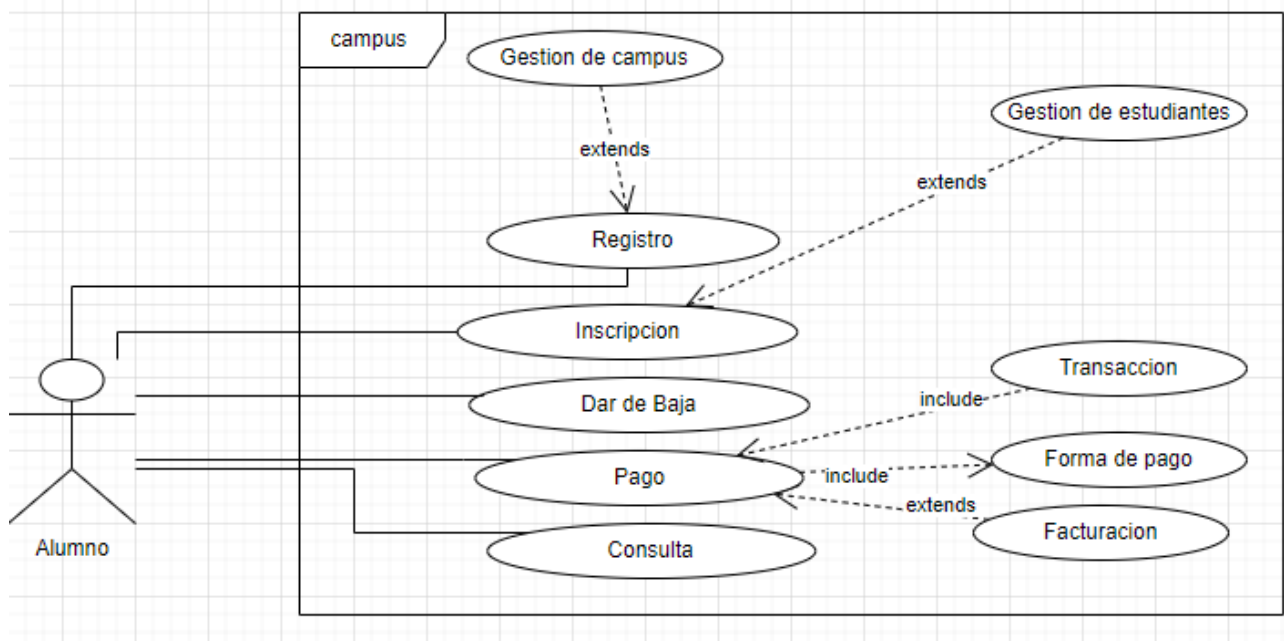 campus
Gestion de campus
Gestion de estudiantes
extends
extends
Registro
Inscripcion
Transaccion
include
Dar de Baja
Forma de pago
include
Pago
extends
Facturacion
Consulta
Alumno